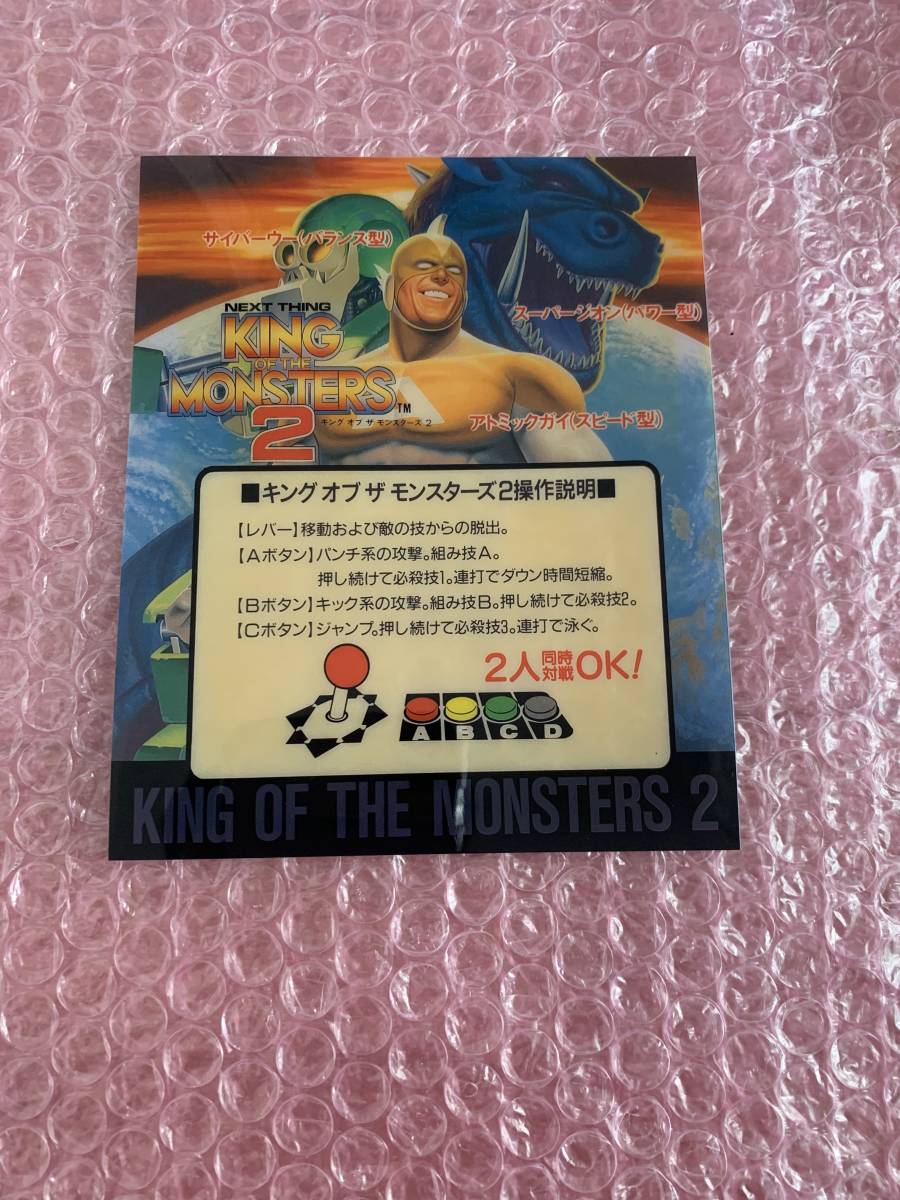 サイバーウー(バランス型)
スーパージオン(パワー型)
NEXT THING
KING
OF THE
MONSTERS TM
2
キング オブ ザ モンスターズ 2
アトミックガイ(スピード型)
■キング オブ ザ モンスターズ2操作説明■
【レバー】移動および敵の技からの脱出。
【Aボタン】パンチ系の攻撃。組み技A。
押し続けて必殺技1。連打でダウン時間短縮。
【Bボタン】キック系の攻撃。組み技B。押し続けて必殺技2。
【Cボタン】ジャンプ。押し続けて必殺技3。連打で泳ぐ。
2人同時対戦OK!
A B C D
KING OF THE MONSTERS 2